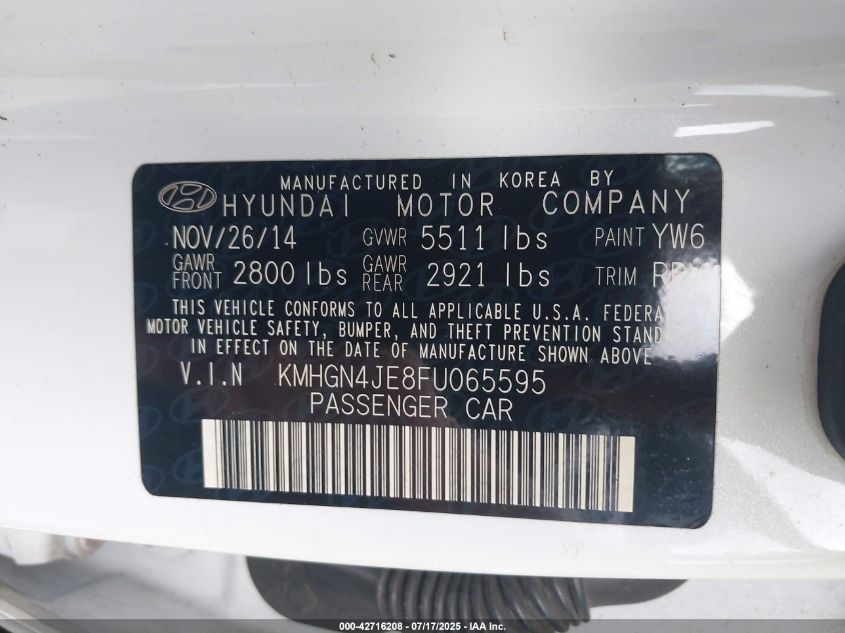 MANUFACTURED IN KOREA BY
HYUNDAI MOTOR COMPANY
NOV/26/14 GVWR 5511 lbs PAINT YW6
GAWR FRONT 2800 lbs GAWR REAR 2921 lbs TRIM
THIS VEHICLE CONFORMS TO ALL APPLICABLE U.S.A.
MOTOR VEHICLE SAFETY, BUMPER, AND THEFT PREVENTION
IN EFFECT ON THE DATE OF MANUFACTURE SHOWN ABOVE.
V.I.N KMHGN4JE8FU065595
PASSENGER CAR
000-42716208 - 07/17/2025 - IAA Inc.